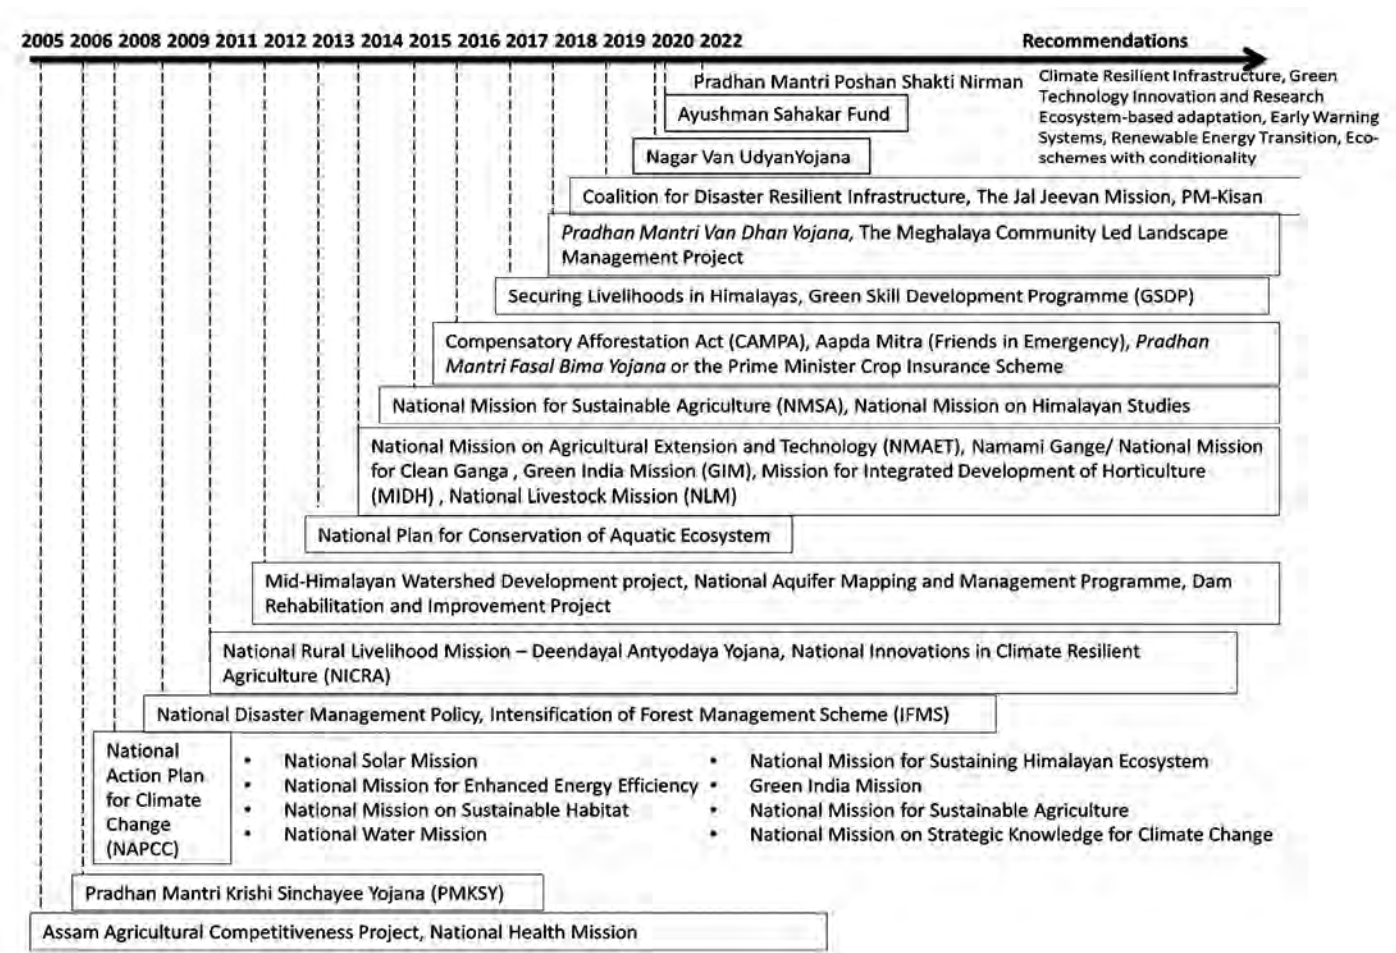 2005 2006 2008 2009 2011 2012 2013 2014 2015 2016 2017 2018 2019 2020 2022 Recommendations
Pradhan Mantri Poshan Shakti Nirman
Climate Resilient Infrastructure, Green
Technology Innovation and Research
Ecosystem-based adaptation, Early Warning
Systems, Renewable Energy Transition, Eco-
schemes with conditionality
Ayushman Sahakar Fund
Nagar Van UdyanYojana
Coalition for Disaster Resilient Infrastructure, The Jal Jeevan Mission, PM-Kisan
Pradhan Mantri Van Dhan Yojana, The Meghalaya Community Led Landscape
Management Project
Securing Livelihoods in Himalayas, Green Skill Development Programme (GSDP)
Compensatory Afforestation Act (CAMPA), Aapda Mitra (Friends in Emergency), Pradhan
Mantri Fasal Bima Yojana or the Prime Minister Crop Insurance Scheme
National Mission for Sustainable Agriculture (NMSA), National Mission on Himalayan Studies
National Mission on Agricultural Extension and Technology (NMAET), Namami Gange/ National Mission
for Clean Ganga , Green India Mission (GIM), Mission for Integrated Development of Horticulture
(MIDH) , National Livestock Mission (NLM)
National Plan for Conservation of Aquatic Ecosystem
Mid-Himalayan Watershed Development project, National Aquifer Mapping and Management Programme, Dam
Rehabilitation and Improvement Project
National Rural Livelihood Mission – Deendayal Antyodaya Yojana, National Innovations in Climate Resilient
Agriculture (NICRA)
National Disaster Management Policy, Intensification of Forest Management Scheme (IFMS)
National
Action Plan
for Climate
Change
(NAPCC)
• National Solar Mission
• National Mission for Enhanced Energy Efficiency
• National Mission on Sustainable Habitat
• National Water Mission
• National Mission for Sustaining Himalayan Ecosystem
• Green India Mission
• National Mission for Sustainable Agriculture
• National Mission on Strategic Knowledge for Climate Change
Pradhan Mantri Krishi Sinchayee Yojana (PMKSY)
Assam Agricultural Competitiveness Project, National Health Mission